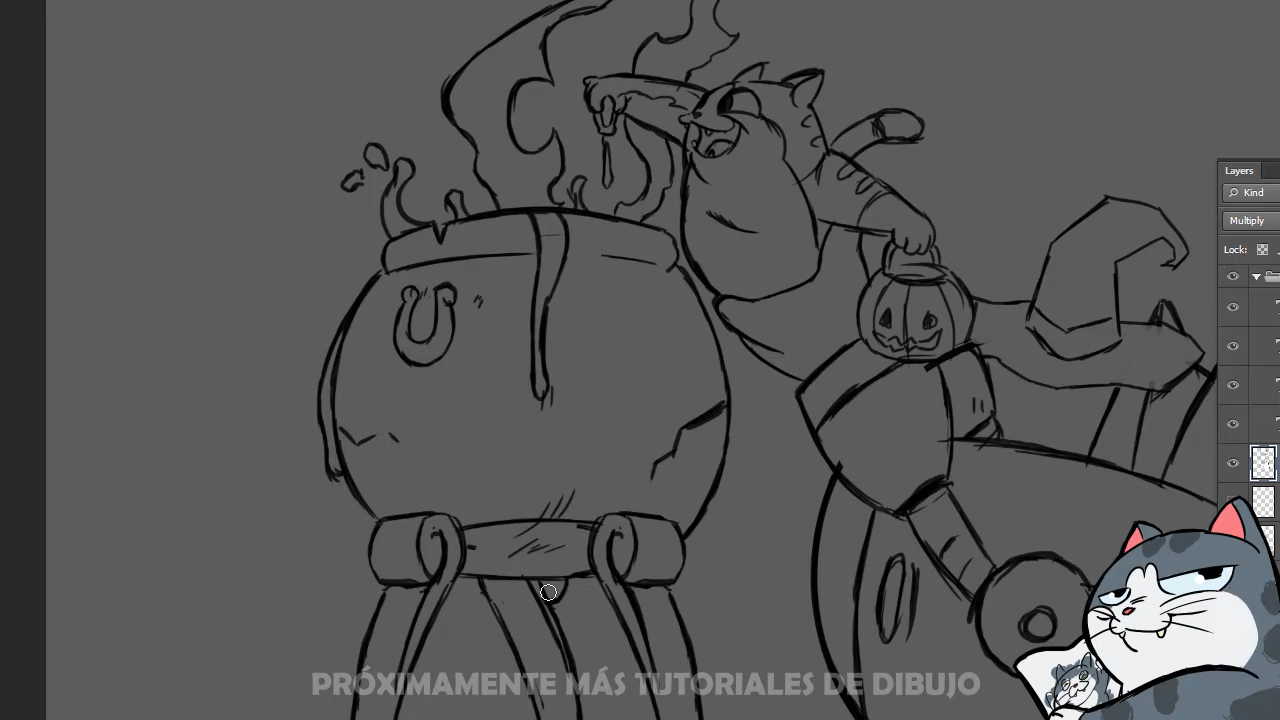 Layers
Kind
Multiply
Lock:
PRÓXIMAMENTE MÁS TUTORIALES DE DIBUJO